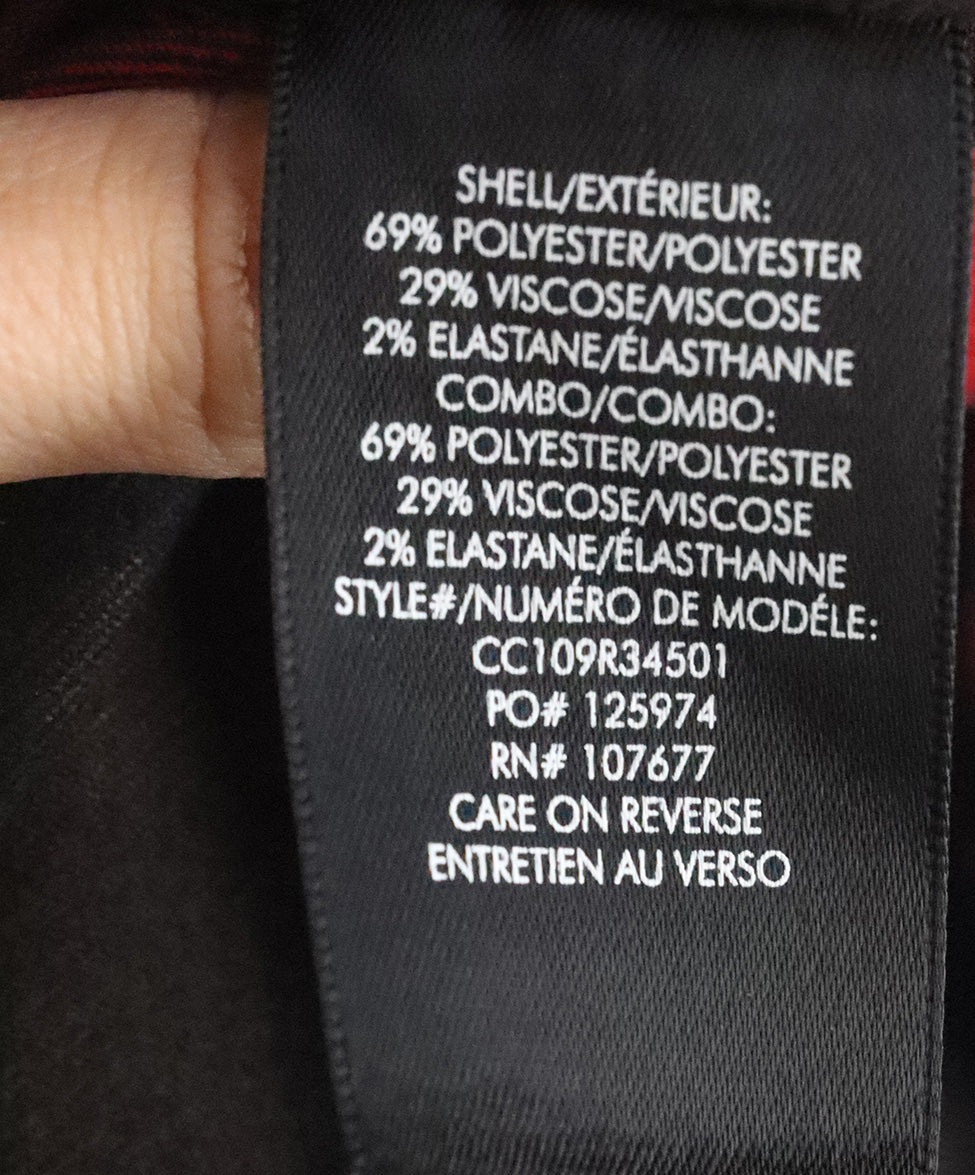 SHELL/EXTÉRIEUR:
69% POLYESTER/POLYESTER
29% VISCOSE/VISCOSE
2% ELASTANE/ÉLASTHANNE
COMBO/COMBO:
69% POLYESTER/POLYESTER
29% VISCOSE/VISCOSE
2% ELASTANE/ÉLASTHANNE
STYLE#/NUMÉRO DE MODÉLE:
CC109R34501
PO# 125974
RN# 107677
CARE ON REVERSE
ENTRETIEN AU VERSO